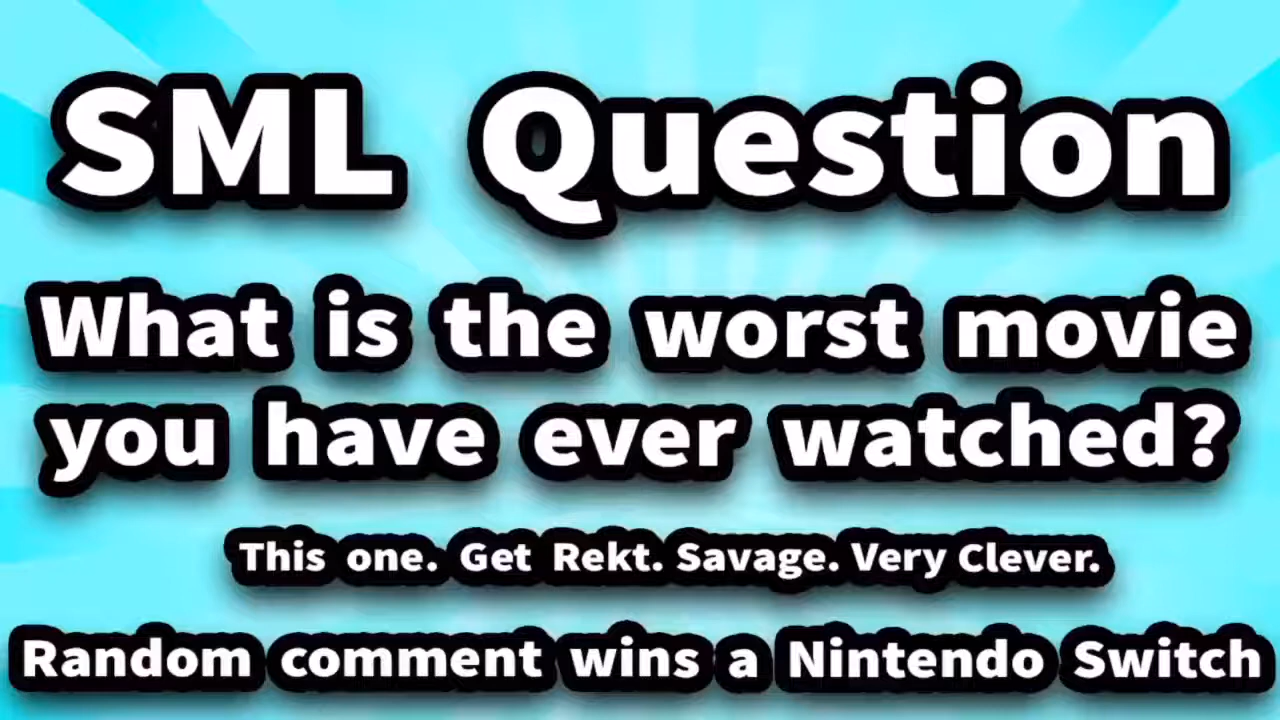 SML Question
What is the worst movie
you have ever watched?
This one. Get Rekt. Savage. Very Clever.
Random comment wins a Nintendo Switch